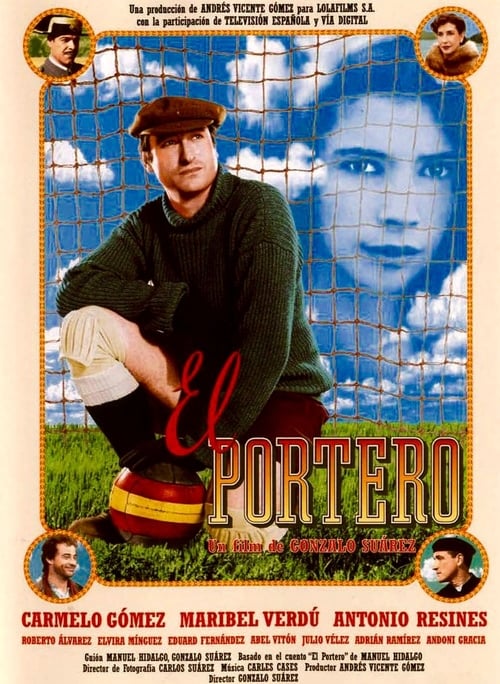 Una producción de ANDRÉS VICENTE GÓMEZ para LOLAFILMS S.A.
con la participación de TELEVISIÓN ESPAÑOLA y VÍA DIGITAL
El
PORTERO
Un film de GONZALO SUÁREZ
CARMELO GÓMEZ MARIBEL VERDÚ ANTONIO RESINES
ROBERTO ÁLVAREZ ELVIRA MÍNGUEZ EDUARD FERNÁNDEZ ABEL VITÓN JULIO VÉLEZ ADRIÁN RAMÍREZ ANDONI GRACIA
Guión MANUEL HIDALGO, GONZALO SUÁREZ Basado en el cuento "El Portero" de MANUEL HIDALGO
Director de Fotografía CARLOS SUÁREZ Música CARLES CASES Productor ANDRÉS VICENTE GÓMEZ
Director GONZALO SUÁREZ